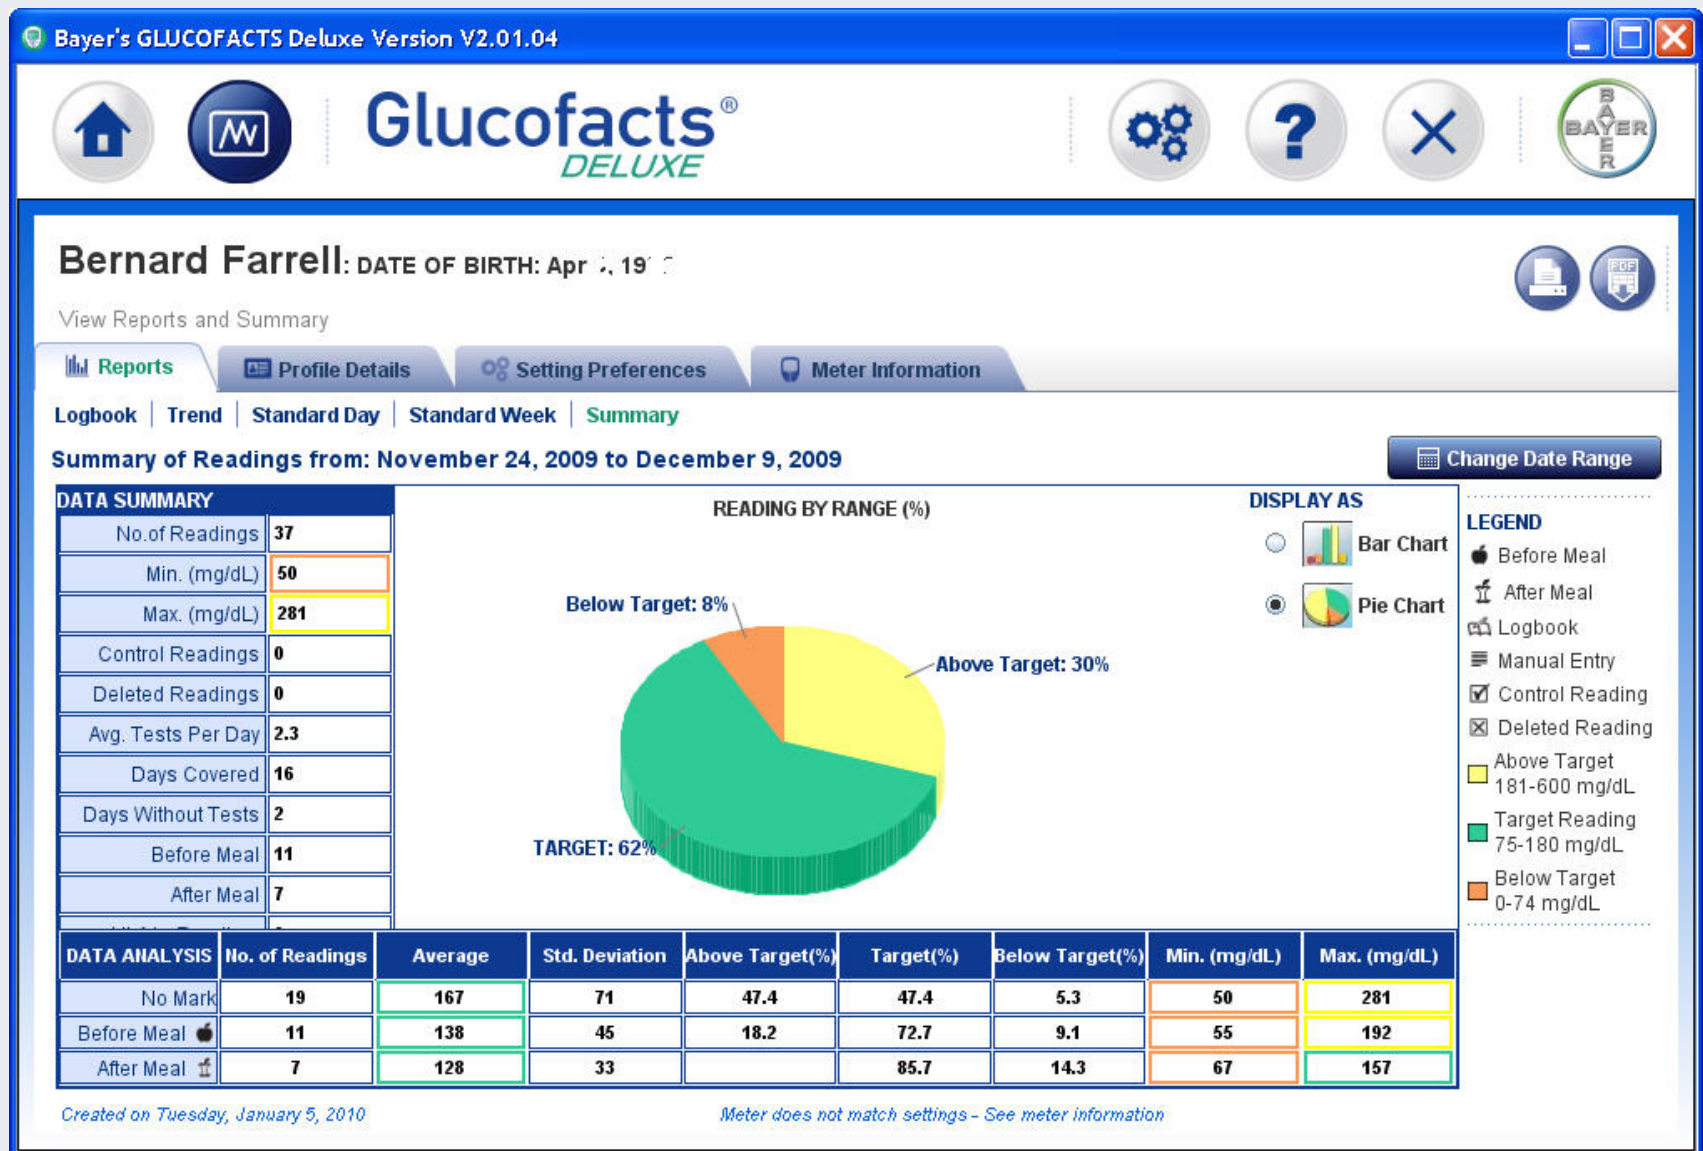 Bayer's GLUCOFACTS Deluxe Version V2.01.04
Glucofacts®
DELUXE
BAYER
BAYER
Bernard Farrell: DATE OF BIRTH: Apr , 19
PDF
View Reports and Summary
Reports Profile Details Setting Preferences Meter Information
Logbook Trend Standard Day Standard Week Summary
Summary of Readings from: November 24, 2009 to December 9, 2009
Change Date Range
DATA SUMMARY
No.of Readings 37
Min. (mg/dL) 50
Max. (mg/dL) 281
Control Readings 0
Deleted Readings 0
Avg. Tests Per Day 2.3
Days Covered 16
Days Without Tests 2
Before Meal 11
After Meal 7
READING BY RANGE (%)
Below Target: 8%
Above Target: 30%
TARGET: 62%
DISPLAY AS
Bar Chart
Pie Chart
LEGEND
Before Meal
After Meal
Logbook
Manual Entry
Control Reading
Deleted Reading
Above Target
181-600 mg/dL
Target Reading
75-180 mg/dL
Below Target
0-74 mg/dL
DATA ANALYSIS No. of Readings Average Std. Deviation Above Target(%) Target(%) Below Target(%) Min. (mg/dL) Max. (mg/dL)
No Mark 19 167 71 47.4 47.4 5.3 50 281
Before Meal 11 138 45 18.2 72.7 9.1 55 192
After Meal 7 128 33 85.7 14.3 67 157
Created on Tuesday, January 5, 2010
Meter does not match settings - See meter information